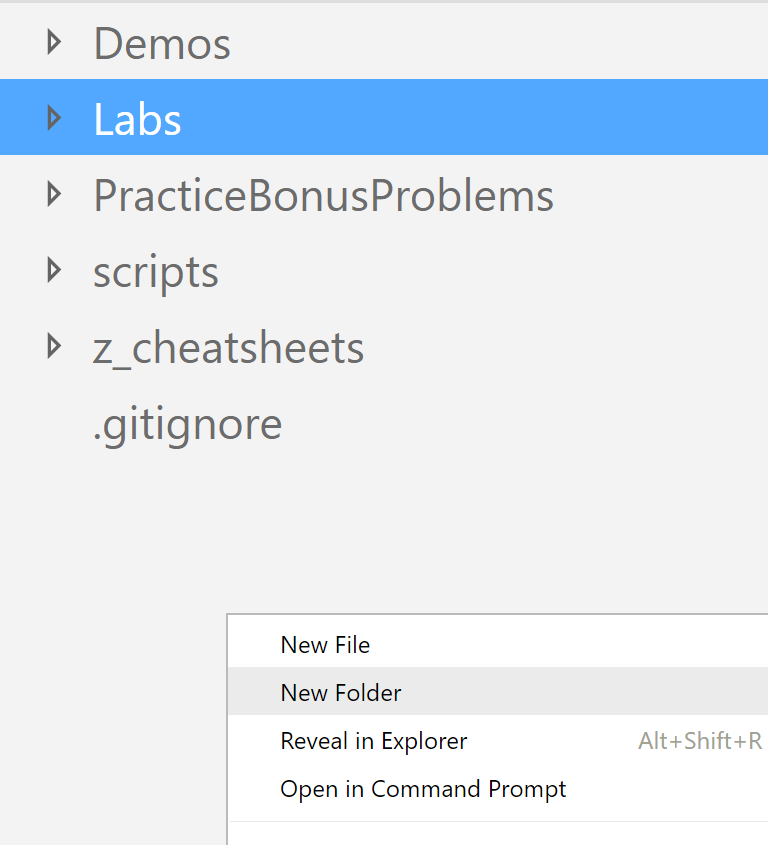 Demos
Labs
PracticeBonusProblems
scripts
z_cheatsheets
.gitignore
New File
New Folder
Reveal in Explorer Alt+Shift+R
Open in Command Prompt